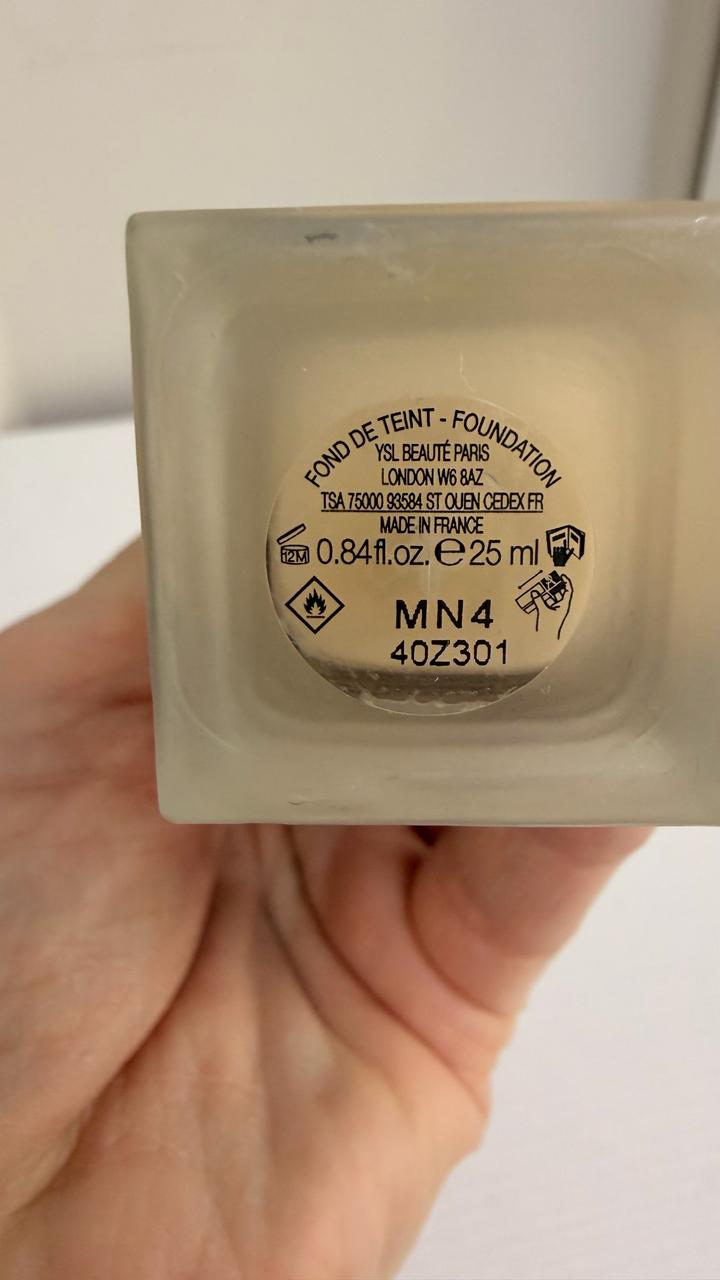 FOND DE TEINT - FOUNDATION
YSL BEAUTÉ PARIS
LONDON W6 8AZ
TSA 75000 93584 ST OUEN CEDEX FR
MADE IN FRANCE
12M 0.84fl.oz. ℮ 25 ml
MN4
40Z301